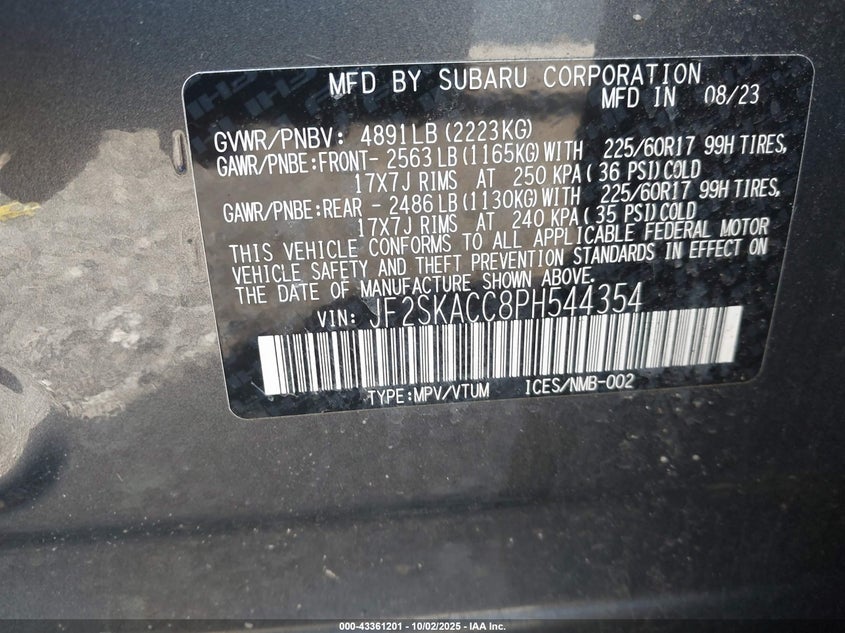 MFD BY SUBARU CORPORATION
MFD IN 08/23
GVWR/PNBV: 4891LB (2223KG)
GAWR/PNBE:FRONT- 2563 LB (1165KG) WITH 225/60R17 99H TIRES,
17X7J RIMS AT 250 KPA ( 36 PSI) COLD
GAWR/PNBE:REAR - 2486 LB (1130KG) WITH 225/60R17 99H TIRES,
17X7J RIMS AT 240 KPA ( 35 PSI) COLD
THIS VEHICLE CONFORMS TO ALL APPLICABLE FEDERAL MOTOR
VEHICLE SAFETY AND THEFT PREVENTION STANDARDS IN EFFECT ON
THE DATE OF MANUFACTURE SHOWN ABOVE.
VIN: JF2SKACC8PH544354
TYPE:MPV/VTUM ICES/NMB-002
000-43361201 - 10/02/2025 - IAA Inc.